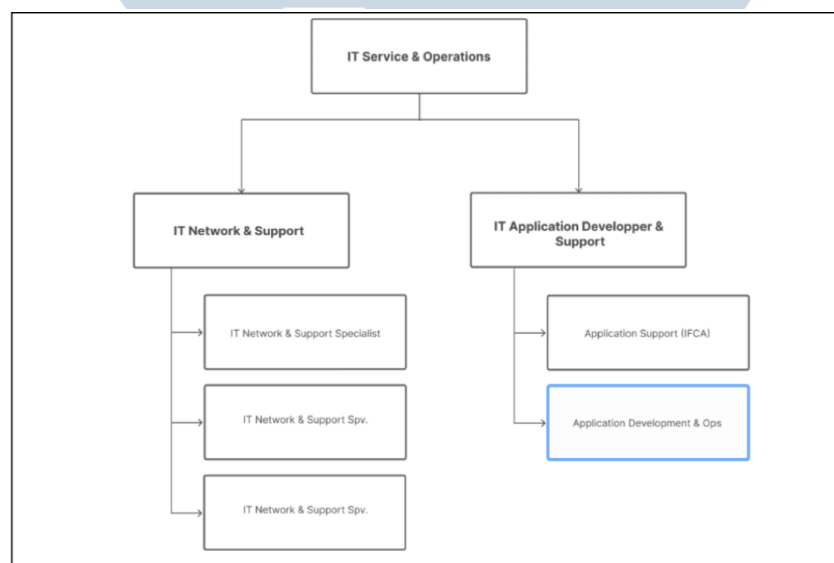 IT Service & Operations
IT Network & Support
IT Application Developper &
Support
IT Network & Support Specialist
Application Support (IFCA)
IT Network & Support Spv.
Application Development & Ops
IT Network & Support Spv.